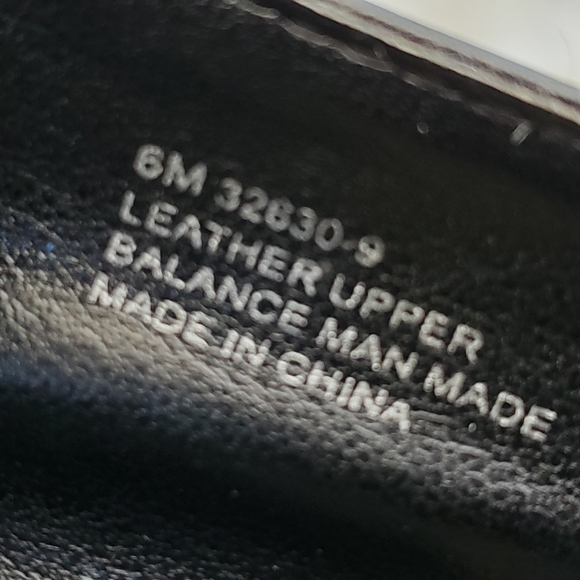 6M 32630-9
LEATHER UPPER
BALANCE MAN MADE
MADE IN CHINA